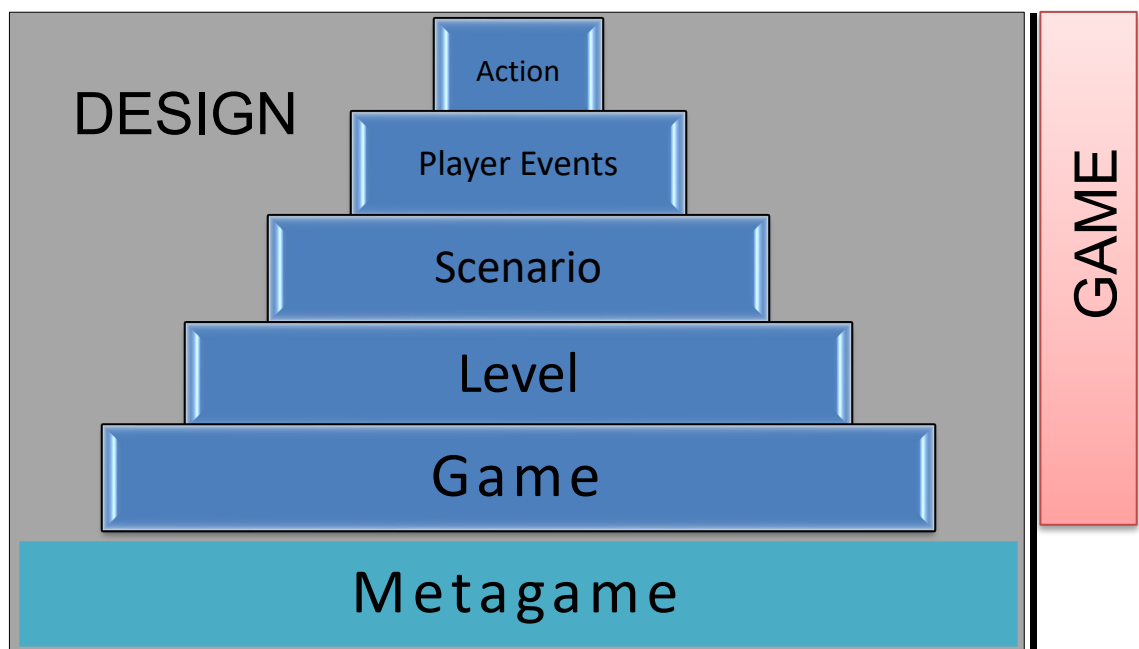 DESIGN
Action
Player Events
Scenario
Level
Game
Metagame
GAME